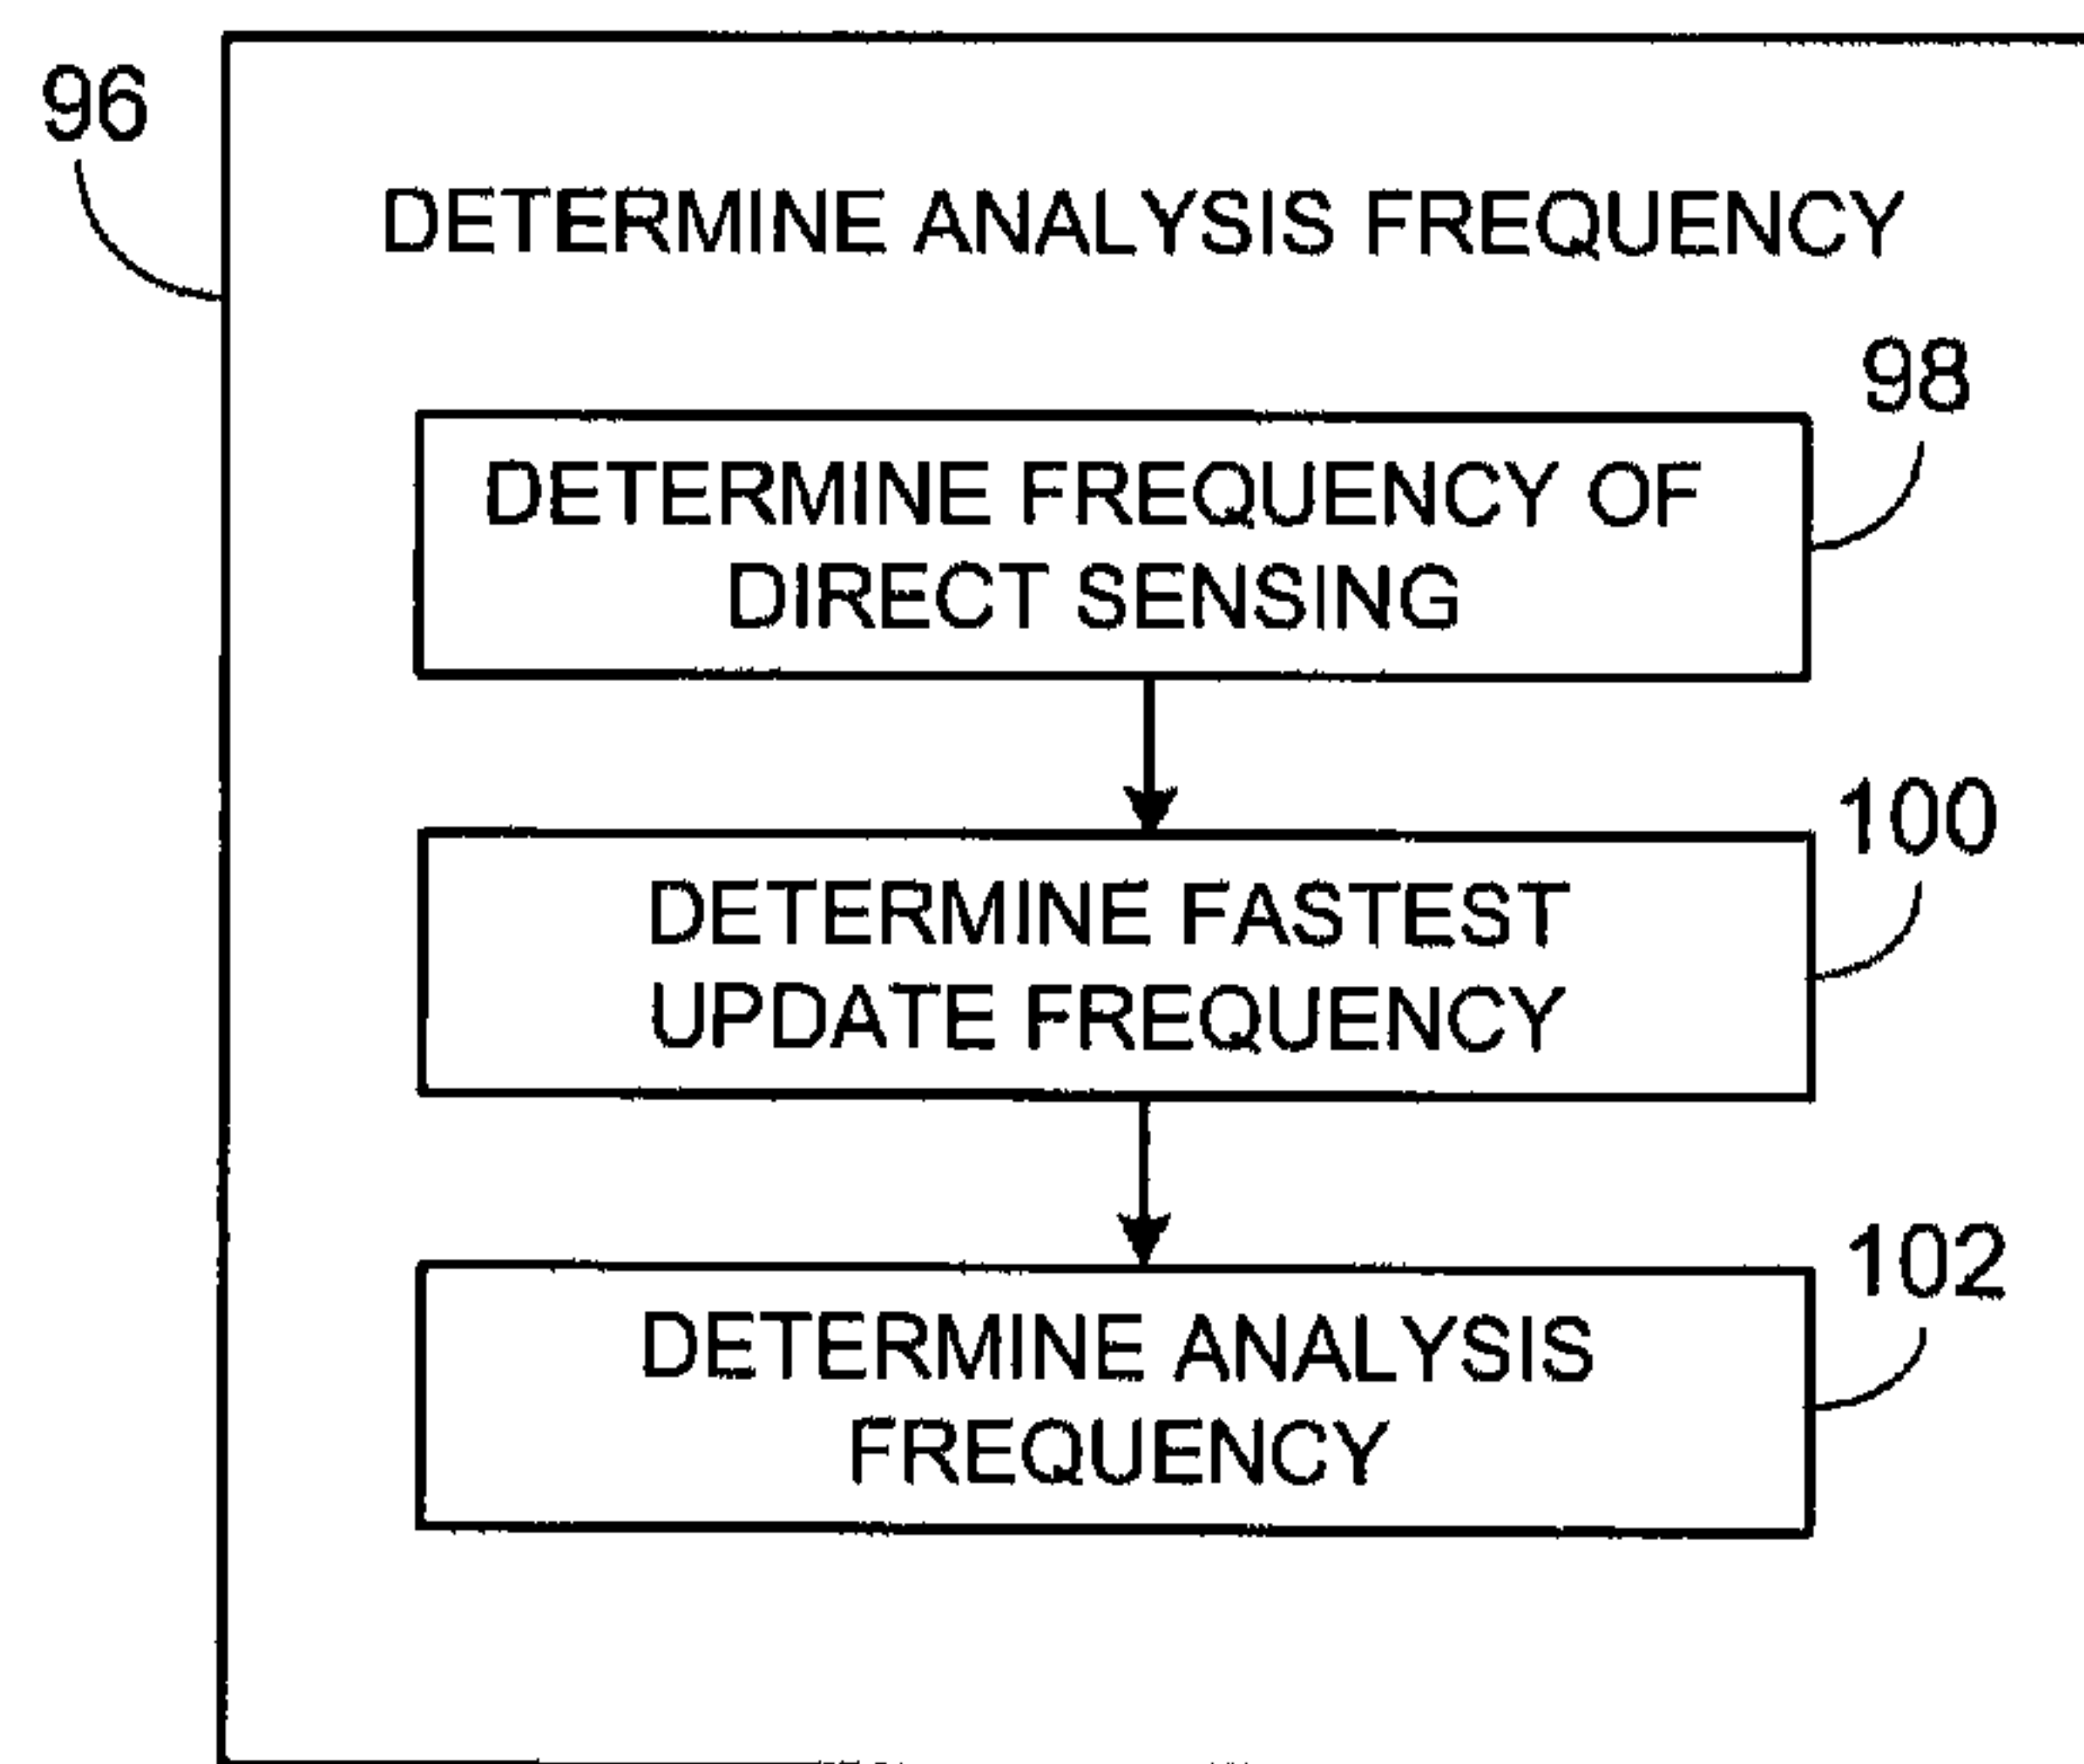 96
DETERMINE ANALYSIS FREQUENCY
98
DETERMINE FREQUENCY OF
DIRECT SENSING
100
DETERMINE FASTEST
UPDATE FREQUENCY
102
DETERMINE ANALYSIS
FREQUENCY